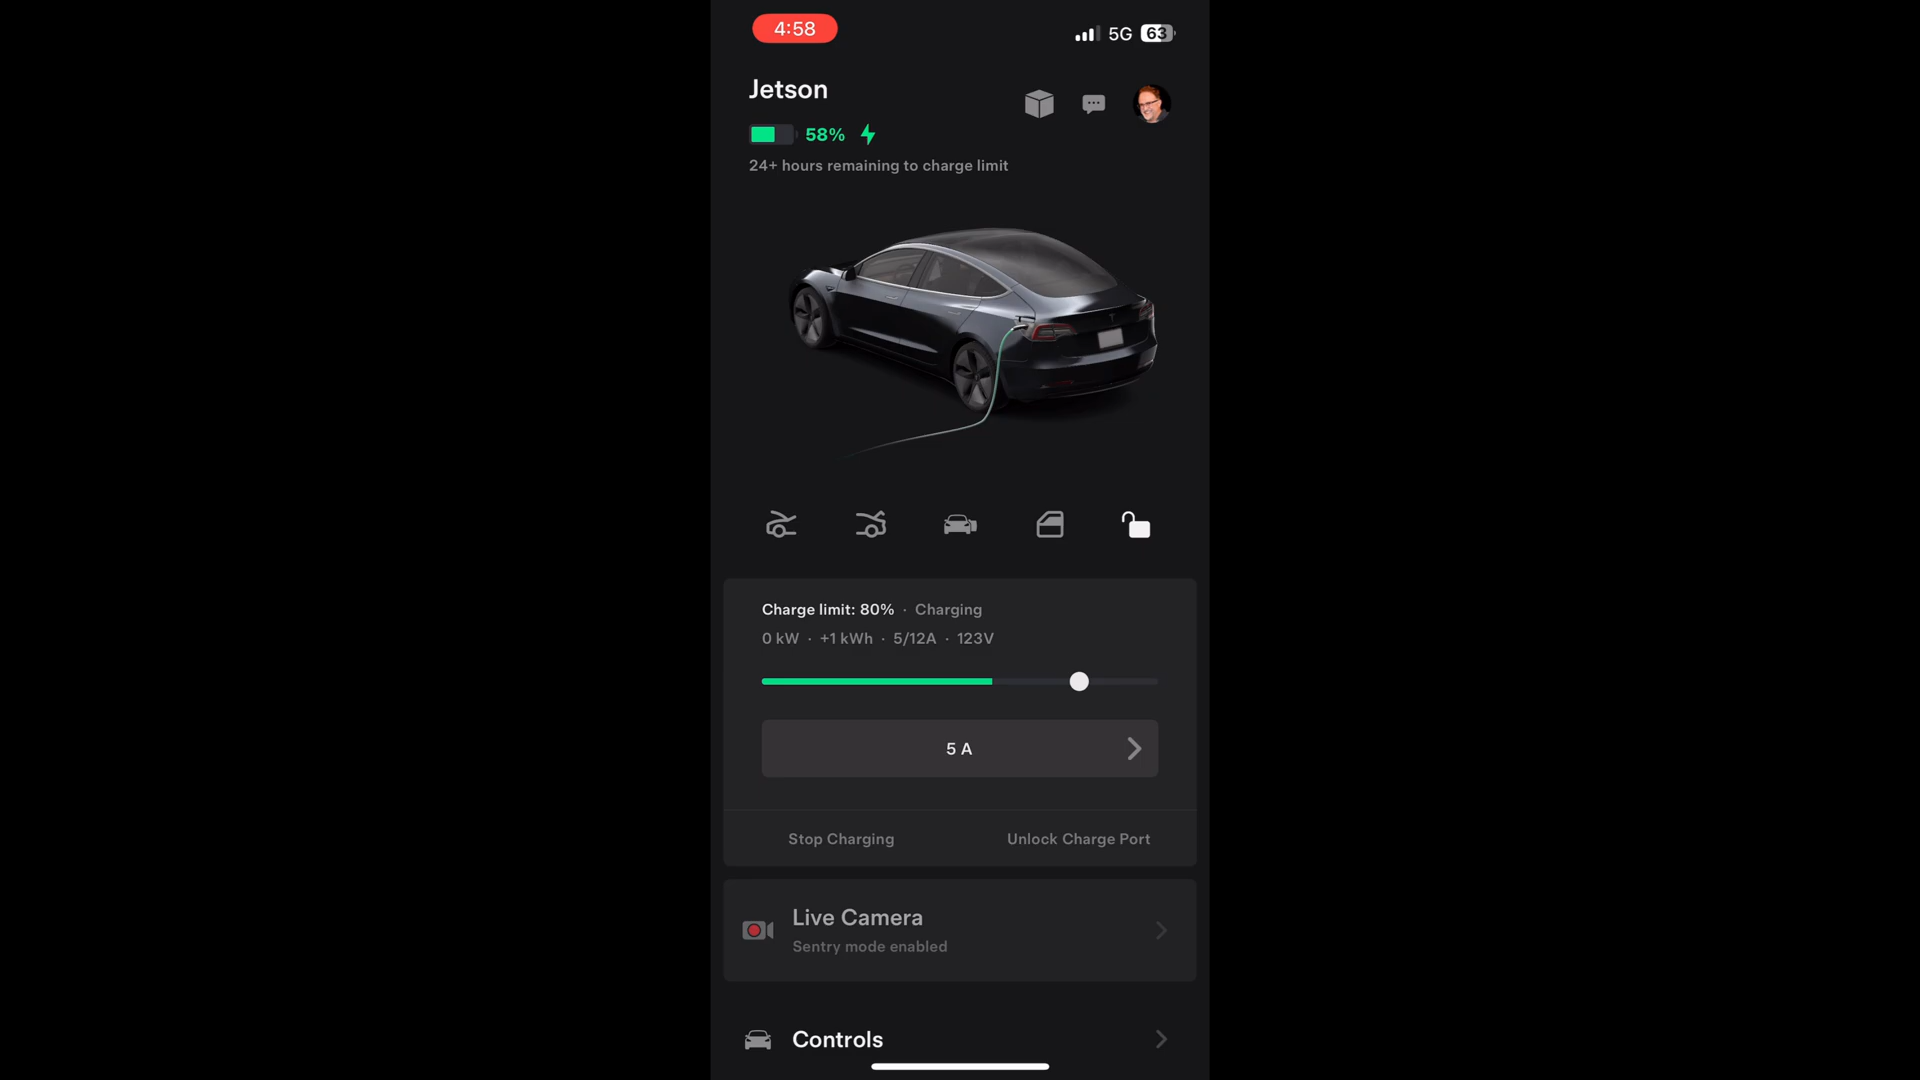 4:58
5G 63
Jetson
58%
24+ hours remaining to charge limit
Charge limit: 80% · Charging
0 kW · +1 kWh · 5/12A · 123V
5 A
Stop Charging
Unlock Charge Port
Live Camera
Sentry mode enabled
Controls